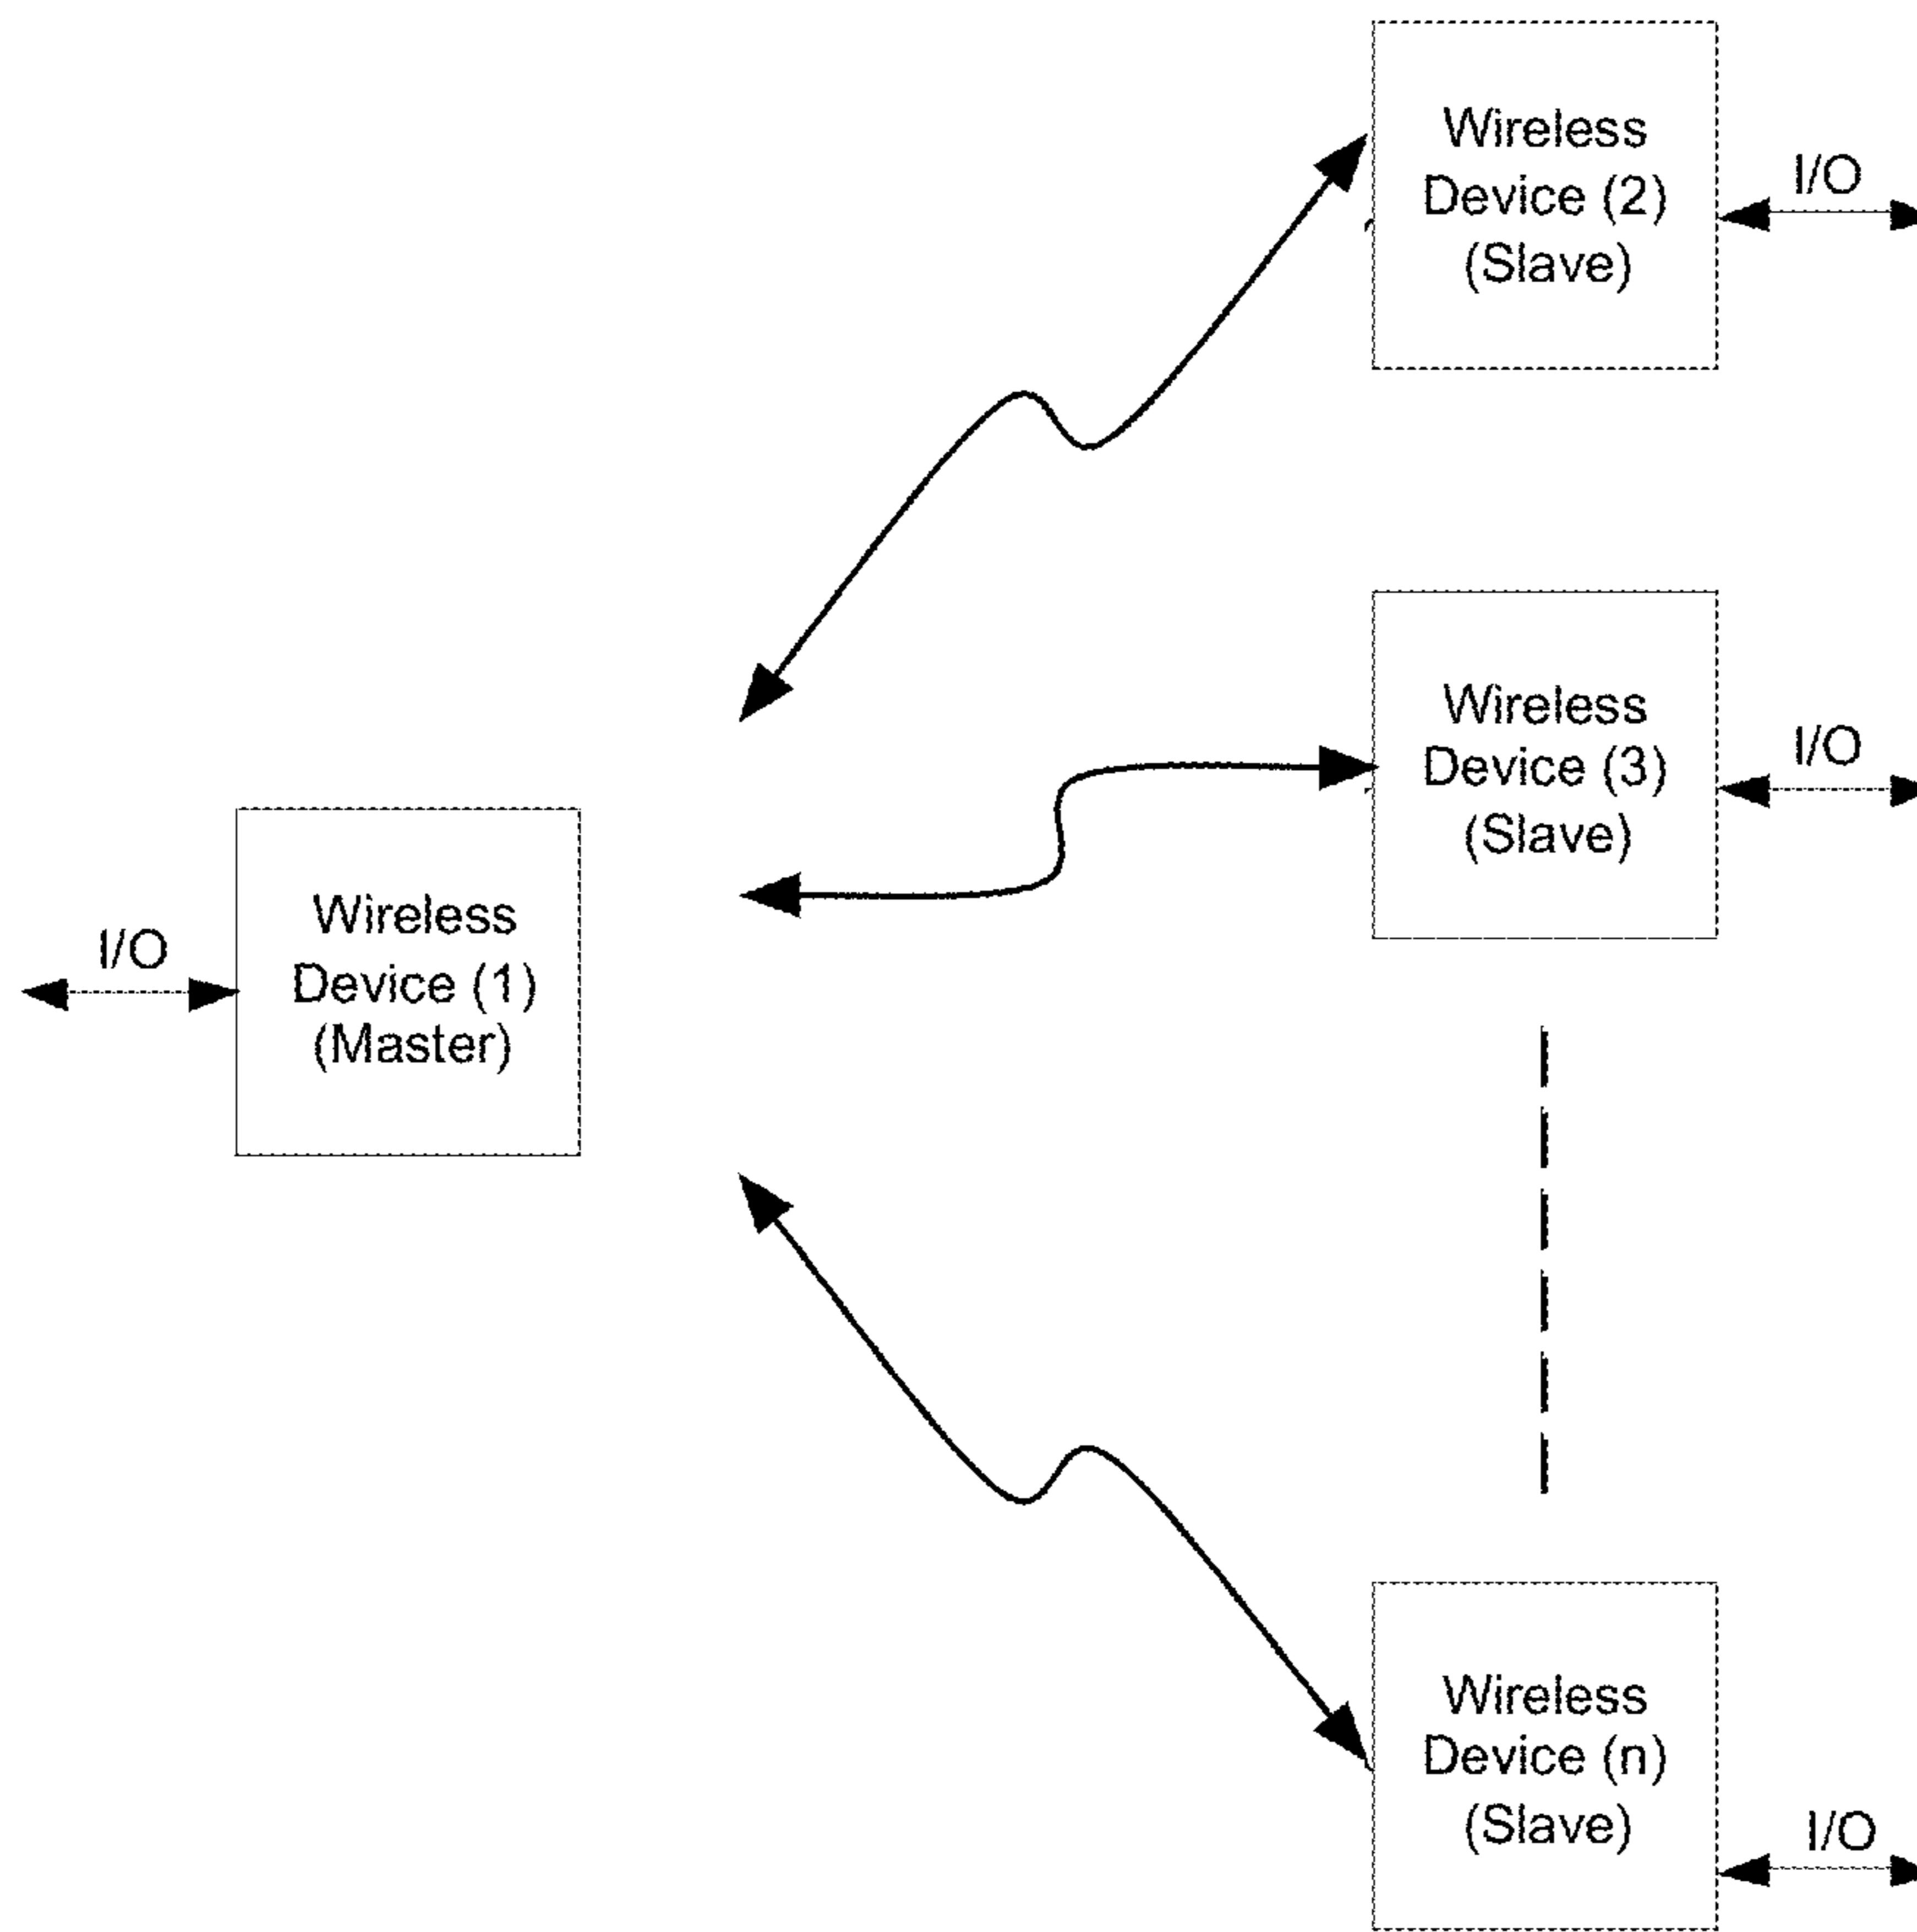 Wireless
Device (2)
(Slave)
I/O
Wireless
Device (3)
(Slave)
I/O
I/O
Wireless
Device (1)
(Master)
Wireless
Device (n)
(Slave)
I/O